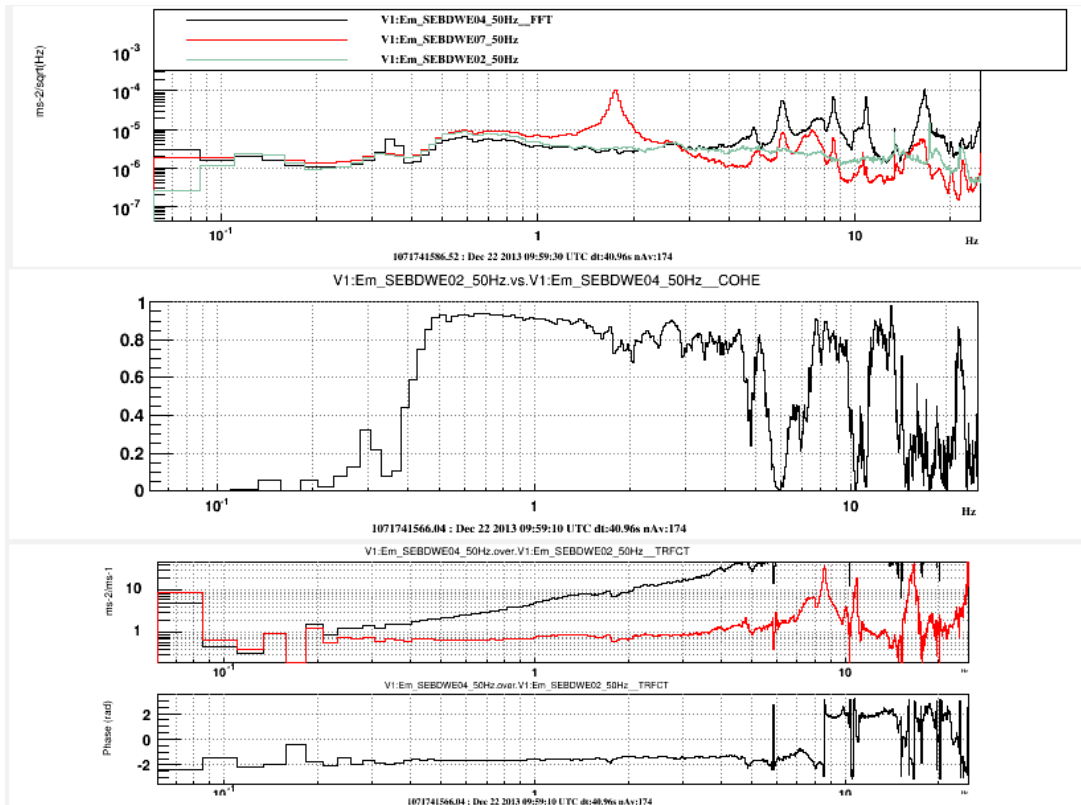 V1:Em_SEBDWE04_50Hz__FFT
V1:Em_SEBDWE07_50Hz
V1:Em_SEBDWE02_50Hz
ms-2/sqrt(Hz)
10-3
10-4
10-5
10-6
10-7
10-1 1 10 Hz
1071741586.52 : Dec 22 2013 09:59:30 UTC dt:40.96s nAv:174
V1:Em_SEBDWE02_50Hz.vs.V1:Em_SEBDWE04_50Hz__COHE
1
0.8
0.6
0.4
0.2
0
10-1 1 10 Hz
1071741566.04 : Dec 22 2013 09:59:10 UTC dt:40.96s nAv:174
V1:Em_SEBDWE04_50Hz.over.V1:Em_SEBDWE02_50Hz__TRFCT
ms-2/ms-1
10
1
10-1 1 10 Hz
V1:Em_SEBDWE04_50Hz.over.V1:Em_SEBDWE02_50Hz__TRFCT
Phase (rad)
2
0
-2
10-1 1 10 Hz
1071741566.04 : Dec 22 2013 09:59:10 UTC dt:40.96s nAv:174